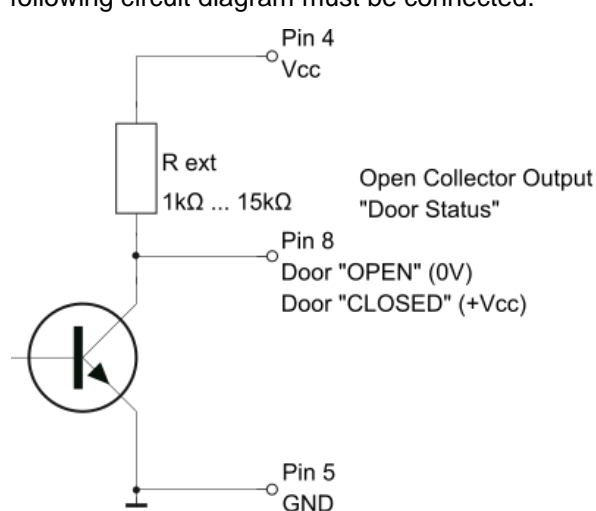 following circuit diagram must be connected.
Pin 4
Vcc
R ext
1kΩ ... 15kΩ
Open Collector Output
"Door Status"
Pin 8
Door "OPEN" (0V)
Door "CLOSED" (+Vcc)
Pin 5
GND